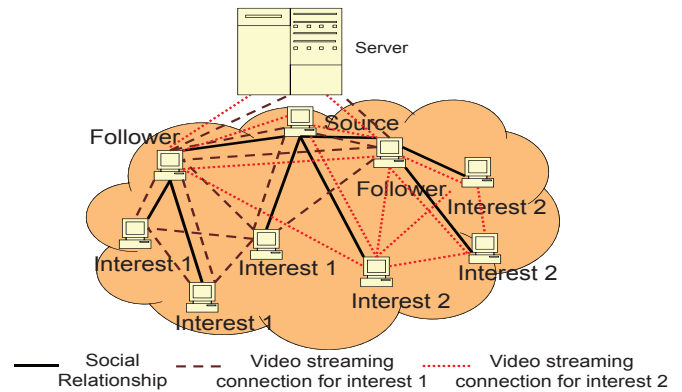 Server
Source
Follower
Follower
Interest 2
Interest 1
Interest 1
Interest 2
Interest 2
Interest 1
Social Relationship
Video streaming connection for interest 1
Video streaming connection for interest 2